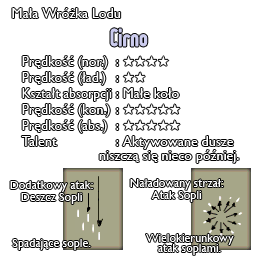 Mała Wróżka Lodu
Cirno
Prędkość (nor.) : ☆☆☆☆
Prędkość (ład.) : ☆☆
Kształt absorpcji : Małe koło
Prędkość (kon.) : ☆☆☆☆☆
Prędkość (abs.) : ☆☆☆☆☆
Talent : Aktywowane dusze
niszczą się nieco później.
Dodatkowy atak:
Deszcz Sopli
Spadające sople.
Naładowany strzał:
Atak Sopli
Wielokierunkowy
atak soplami.